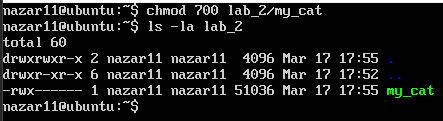 nazar11@ubuntu:~$ chmod 700 lab_2/my_cat
nazar11@ubuntu:~$ ls -la lab_2
total 60
drwxrwxr-x 2 nazar11 nazar11  4096 Mar 17 17:55 .
drwxr-xr-x 6 nazar11 nazar11  4096 Mar 17 17:52 ..
-rwx------ 1 nazar11 nazar11 51036 Mar 17 17:55 my_cat
nazar11@ubuntu:~$